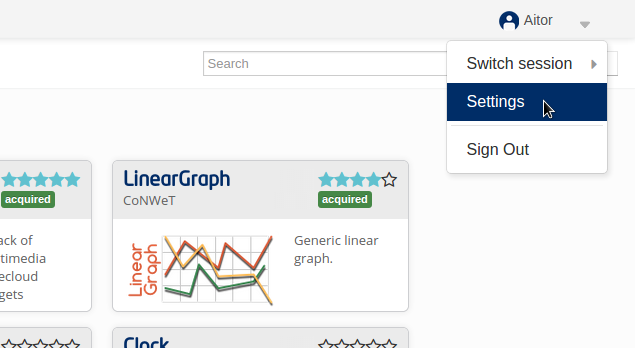 Aitor
Search
Switch session
Settings
Sign Out
acquired
ack of
timedia
ecloud
gets
LinearGraph
CoNWeT
acquired
Linear
Graph
Generic linear
graph.
Clock